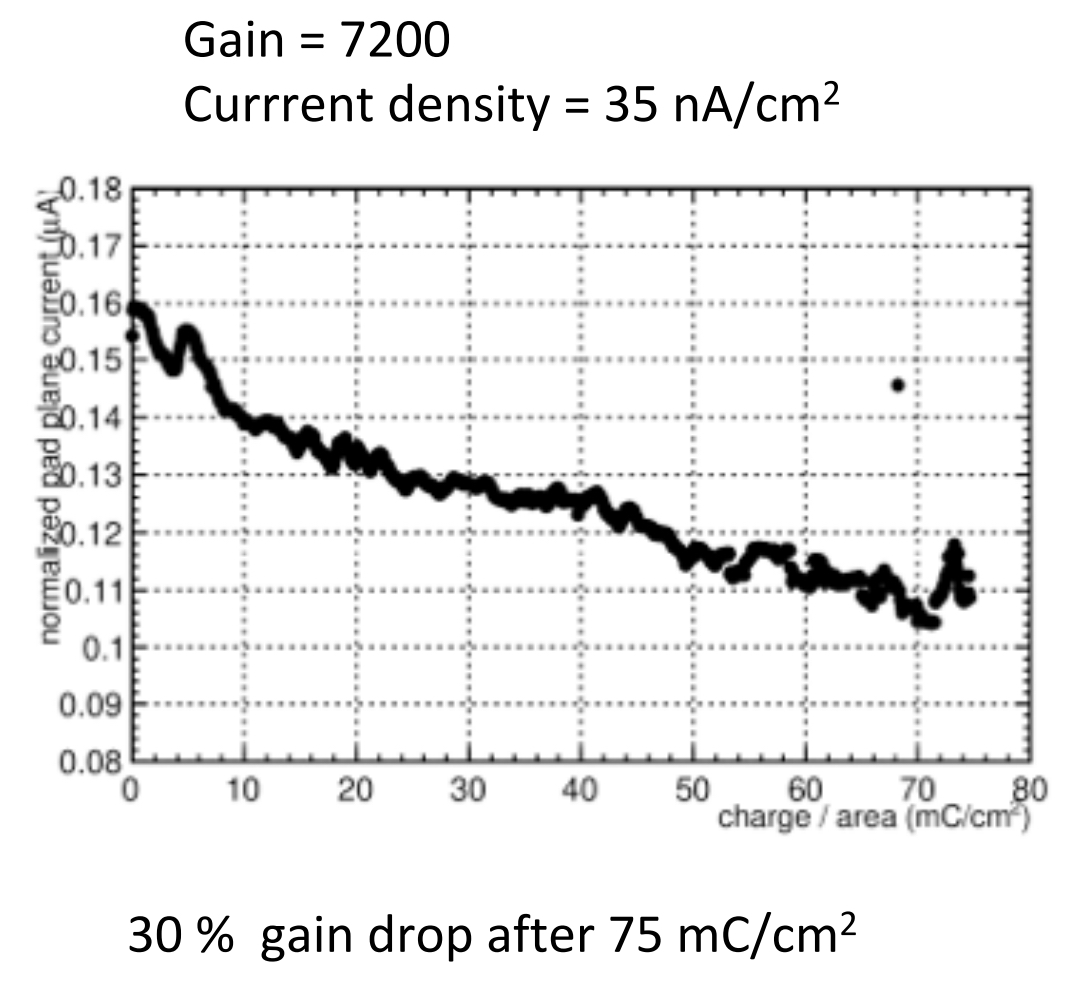 Gain = 7200
Currrent density = 35 nA/cm²
normalized pad plane current (μA)
0.18
0.17
0.16
0.15
0.14
0.13
0.12
0.11
0.1
0.09
0.08
0 10 20 30 40 50 60 70 80
charge / area (mC/cm²)
30 % gain drop after 75 mC/cm²